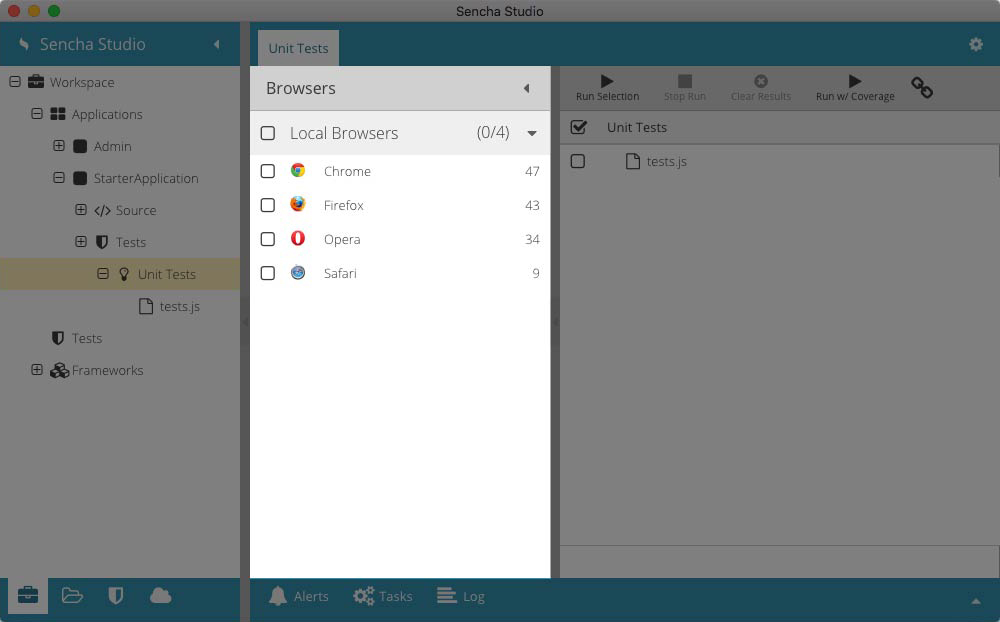 Sencha Studio
Sencha Studio
Workspace
Applications
Admin
StarterApplication
</> Source
Tests
Unit Tests
tests.js
Tests
Frameworks
Unit Tests
Browsers
Local Browsers (0/4)
Chrome 47
Firefox 43
Opera 34
Safari 9
Run Selection Stop Run Clear Results Run w/ Coverage
Unit Tests
tests.js
Alerts Tasks Log